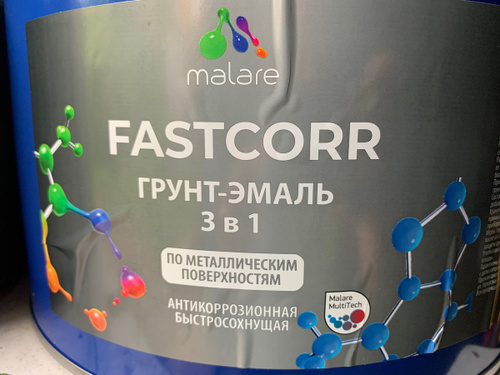 malare
FASTCORR
ГРУНТ-ЭМАЛЬ
3 в 1
ПО МЕТАЛЛИЧЕСКИМ
ПОВЕРХНОСТЯМ
АНТИКОРРОЗИОННАЯ
БЫСТРОСОХНУЩАЯ
Malare
MultiTech